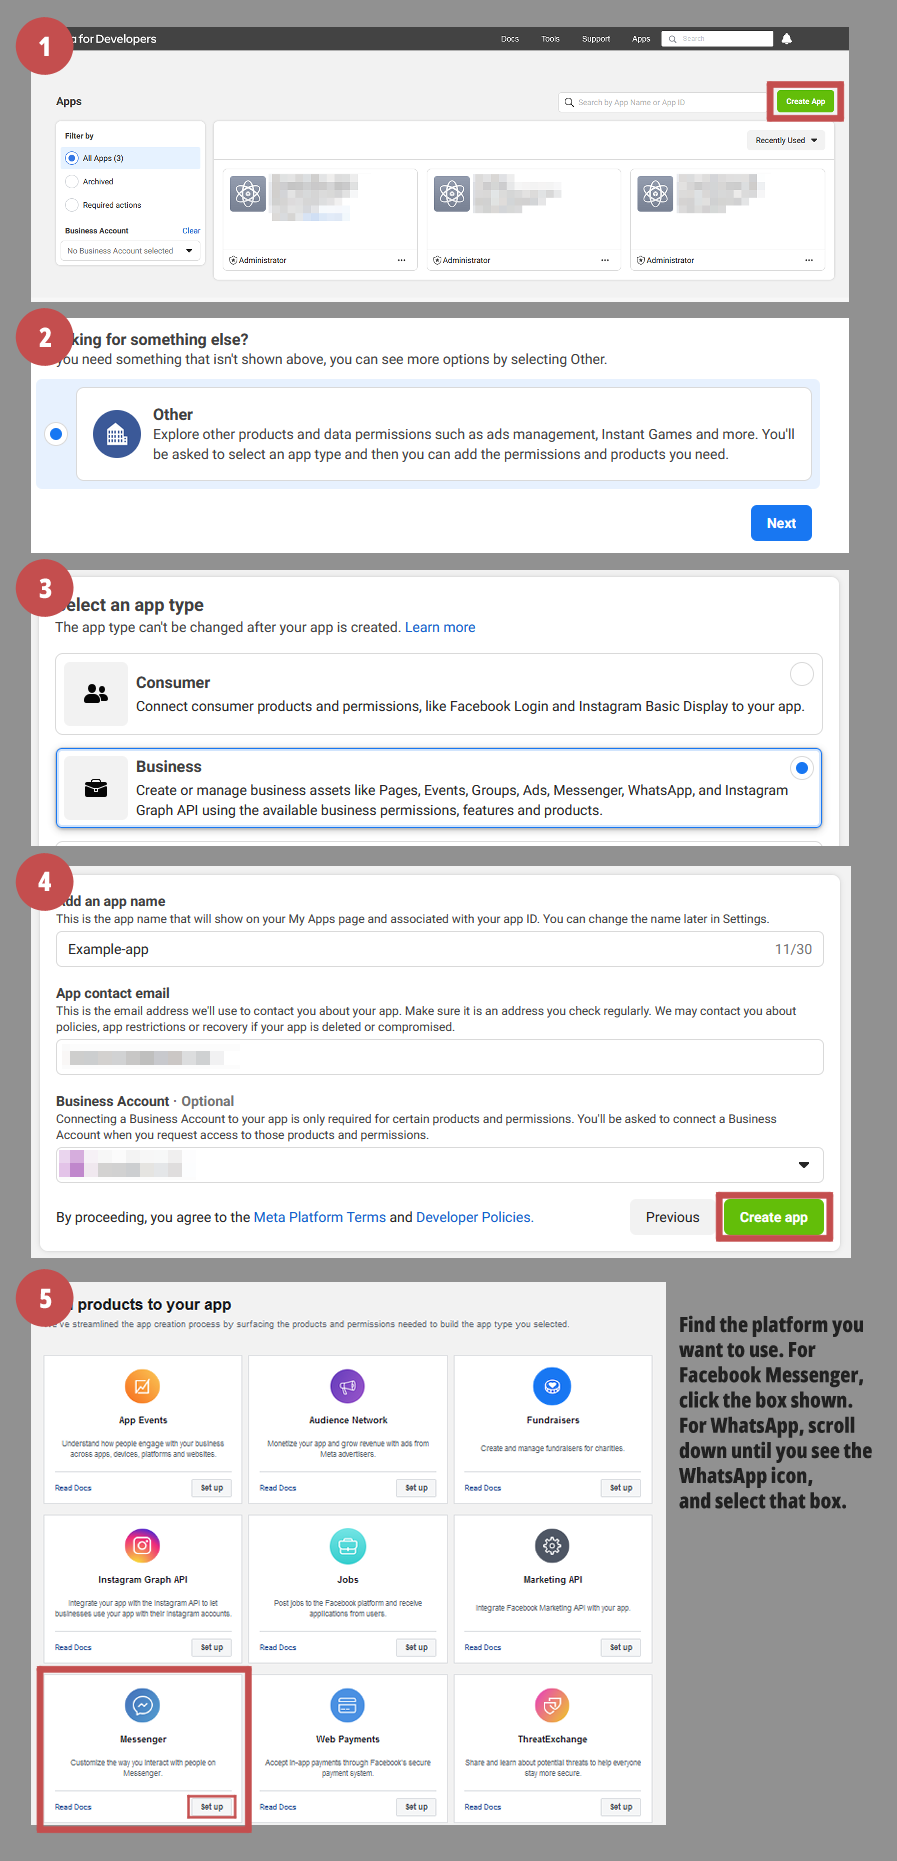 1
a for Developers
Docs Tools Support Apps Search
Apps
Search by App Name or App ID
Create App
Filter by
All Apps (3)
Archived
Required actions
Business Account Clear
No Business Account selected
Recently Used
Administrator ...
Administrator ...
Administrator ...
2
king for something else?
you need something that isn't shown above, you can see more options by selecting Other.
Other
Explore other products and data permissions such as ads management, Instant Games and more. You'll
be asked to select an app type and then you can add the permissions and products you need.
Next
3
elect an app type
The app type can't be changed after your app is created. Learn more
Consumer
Connect consumer products and permissions, like Facebook Login and Instagram Basic Display to your app.
Business
Create or manage business assets like Pages, Events, Groups, Ads, Messenger, WhatsApp, and Instagram
Graph API using the available business permissions, features and products.
4
dd an app name
This is the app name that will show on your My Apps page and associated with your app ID. You can change the name later in Settings.
Example-app 11/30
App contact email
This is the email address we'll use to contact you about your app. Make sure it is an address you check regularly. We may contact you about
policies, app restrictions or recovery if your app is deleted or compromised.
Business Account · Optional
Connecting a Business Account to your app is only required for certain products and permissions. You'll be asked to connect a Business
Account when you request access to those products and permissions.
By proceeding, you agree to the Meta Platform Terms and Developer Policies.
Previous
Create app
5
products to your app
've streamlined the app creation process by surfacing the products and permissions needed to build the app type you selected.
App Events
Understand how people engage with your business
across apps, devices, platforms and websites.
Read Docs Set up
Audience Network
Monetize your app and grow revenue with ads from
Meta advertisers.
Read Docs Set up
Fundraisers
Create and manage fundraisers for charities.
Read Docs Set up
Instagram Graph API
Integrate your app with the Instagram API to let
businesses use your app with their Instagram accounts.
Read Docs Set up
Jobs
Post jobs to the Facebook platform and receive
applications from users.
Read Docs Set up
Marketing API
Integrate Facebook Marketing API with your app.
Read Docs Set up
Messenger
Customize the way you interact with people on
Messenger.
Read Docs Set up
Web Payments
Accept in-app payments through Facebook's secure
payment system.
Read Docs Set up
ThreatExchange
Share and learn about potential threats to help everyone
stay more secure.
Read Docs Set up
Find the platform you
want to use. For
Facebook Messenger,
click the box shown.
For WhatsApp, scroll
down until you see the
WhatsApp icon,
and select that box.